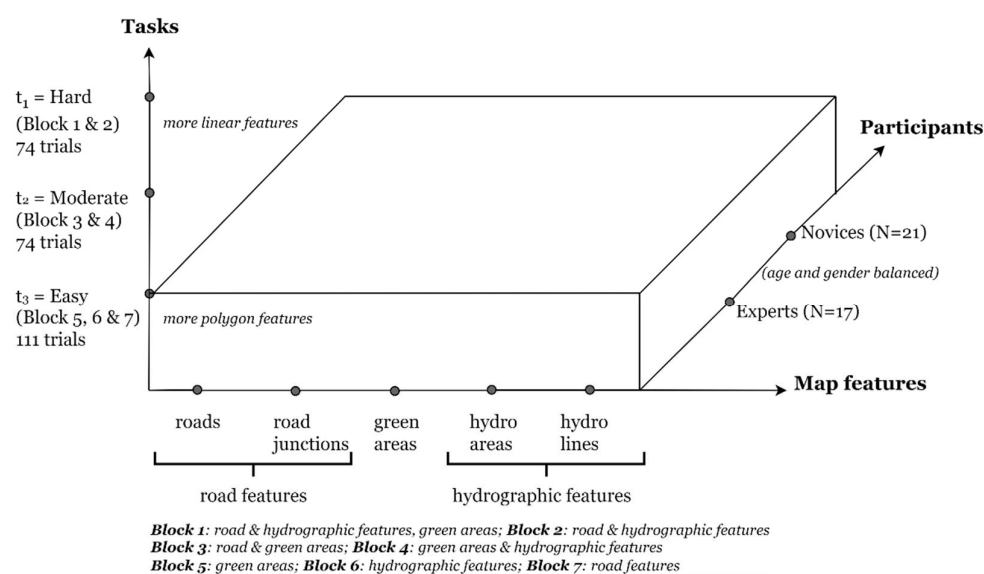 Tasks
t₁ = Hard
(Block 1 & 2)
74 trials
more linear features
Participants
t₂ = Moderate
(Block 3 & 4)
74 trials
Novices (N=21)
(age and gender balanced)
t₃ = Easy
(Block 5, 6 & 7)
111 trials
more polygon features
Experts (N=17)
Map features
roads
road
junctions
green
areas
hydro
areas
hydro
lines
road features
hydrographic features
Block 1: road & hydrographic features, green areas; Block 2: road & hydrographic features
Block 3: road & green areas; Block 4: green areas & hydrographic features
Block 5: green areas; Block 6: hydrographic features; Block 7: road features